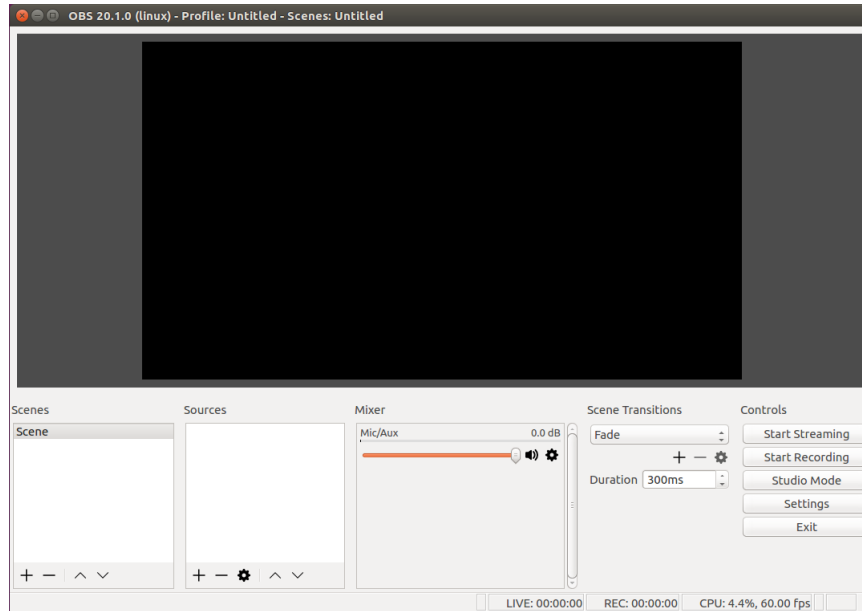 OBS 20.1.0 (linux) - Profile: Untitled - Scenes: Untitled
Scenes
Sources
Mixer
Scene Transitions
Controls
Scene
Mic/Aux
0.0 dB
Fade
Start Streaming
Start Recording
Duration
300ms
Studio Mode
Settings
Exit
LIVE: 00:00:00
REC: 00:00:00
CPU: 4.4%, 60.00 fps